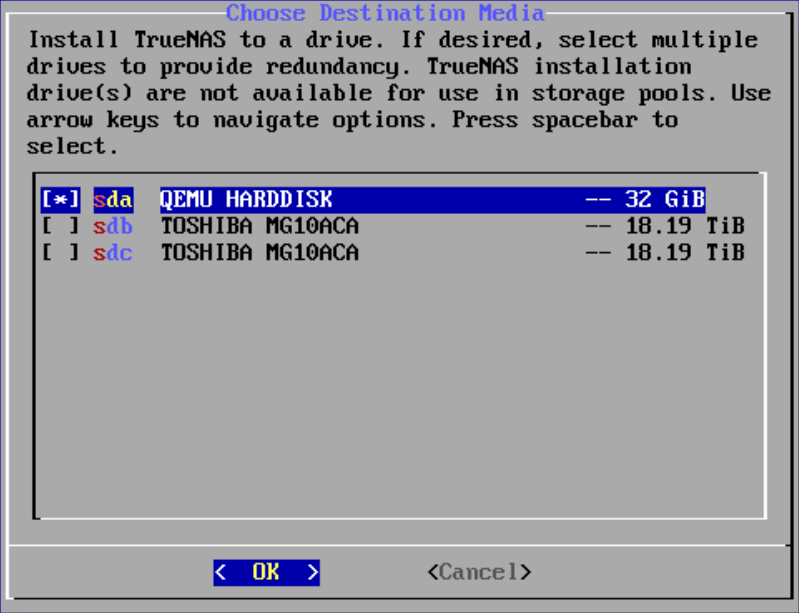 Choose Destination Media
Install TrueNAS to a drive. If desired, select multiple
drives to provide redundancy. TrueNAS installation
drive(s) are not available for use in storage pools. Use
arrow keys to navigate options. Press spacebar to
select.
[*] sda QEMU HARDDISK -- 32 GiB
[ ] sdb TOSHIBA MG10ACA -- 18.19 TiB
[ ] sdc TOSHIBA MG10ACA -- 18.19 TiB
< OK > <Cancel>